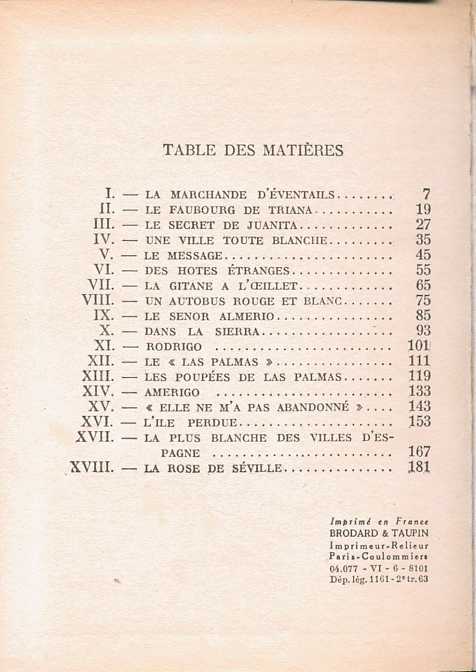 TABLE DES MATIÈRES
I. — LA MARCHANDE D'ÉVENTAILS........ 7
II. — LE FAUBOURG DE TRIANA........... 19
III. — LE SECRET DE JUANITA............ 27
IV. — UNE VILLE TOUTE BLANCHE......... 35
V. — LE MESSAGE...................... 45
VI. — DES HOTES ÉTRANGES.............. 55
VII. — LA GITANE A L'ŒILLET............ 65
VIII. — UN AUTOBUS ROUGE ET BLANC....... 75
IX. — LE SENOR ALMERIO................ 85
X. — DANS LA SIERRA.................. 93
XI. — RODRIGO ........................ 101
XII. — LE « LAS PALMAS »............... 111
XIII. — LES POUPÉES DE LAS PALMAS....... 119
XIV. — AMERIGO ........................ 133
XV. — « ELLE NE M'A PAS ABANDONNÉ ».... 143
XVI. — L'ILE PERDUE.................... 153
XVII. — LA PLUS BLANCHE DES VILLES D'ES-
PAGNE ........................ 167
XVIII. — LA ROSE DE SÉVILLE.............. 181
Imprimé en France
BRODARD & TAUPIN
Imprimeur-Relieur
Paris-Coulommiers
04.077 - VI - 6 - 8101
Dép. lég. 1161 - 2e tr. 63